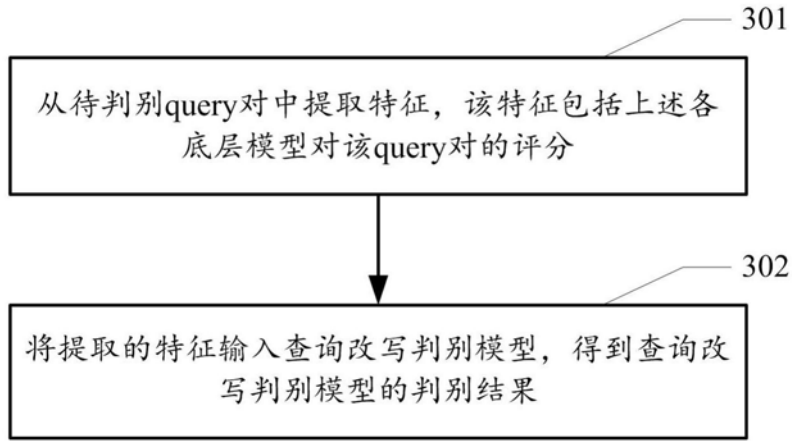 301
从待判别query对中提取特征，该特征包括上述各
底层模型对该query对的评分
302
将提取的特征输入查询改写判别模型，得到查询改
写判别模型的判别结果